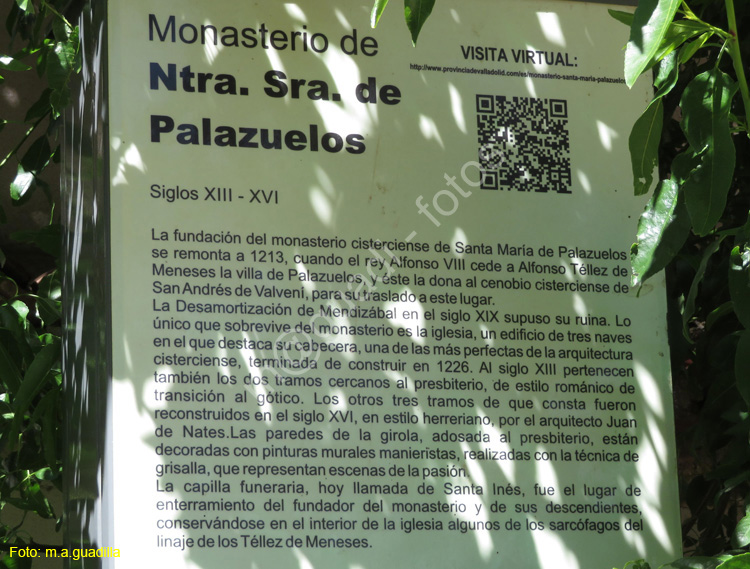 Monasterio de
Ntra. Sra. de
Palazuelos
VISITA VIRTUAL:
http://www.provinciadevalladolid.com/es/monasterio-santa-maria-palazuelos
Siglos XIII - XVI
La fundación del monasterio cisterciense de Santa María de Palazuelos
se remonta a 1213, cuando el rey Alfonso VIII cede a Alfonso Téllez de
Meneses la villa de Palazuelos y éste la dona al cenobio cisterciense de
San Andrés de Valvení, para su traslado a este lugar.
La Desamortización de Mendizábal en el siglo XIX supuso su ruina. Lo
único que sobrevive del monasterio es la iglesia, un edificio de tres naves
en el que destaca su cabecera, una de las más perfectas de la arquitectura
cisterciense, terminada de construir en 1226. Al siglo XIII pertenecen
también los dos tramos cercanos al presbiterio, de estilo románico de
transición al gótico. Los otros tres tramos de que consta fueron
reconstruidos en el siglo XVI, en estilo herreriano, por el arquitecto Juan
de Nates.Las paredes de la girola, adosada al presbiterio, están
decoradas con pinturas murales manieristas, realizadas con la técnica de
grisalla, que representan escenas de la pasión.
La capilla funeraria, hoy llamada de Santa Inés, fue el lugar de
enterramiento del fundador del monasterio y de sus descendientes,
conservándose en el interior de la iglesia algunos de los sarcófagos del
linaje de los Téllez de Meneses.
Foto: m.a.guadilla